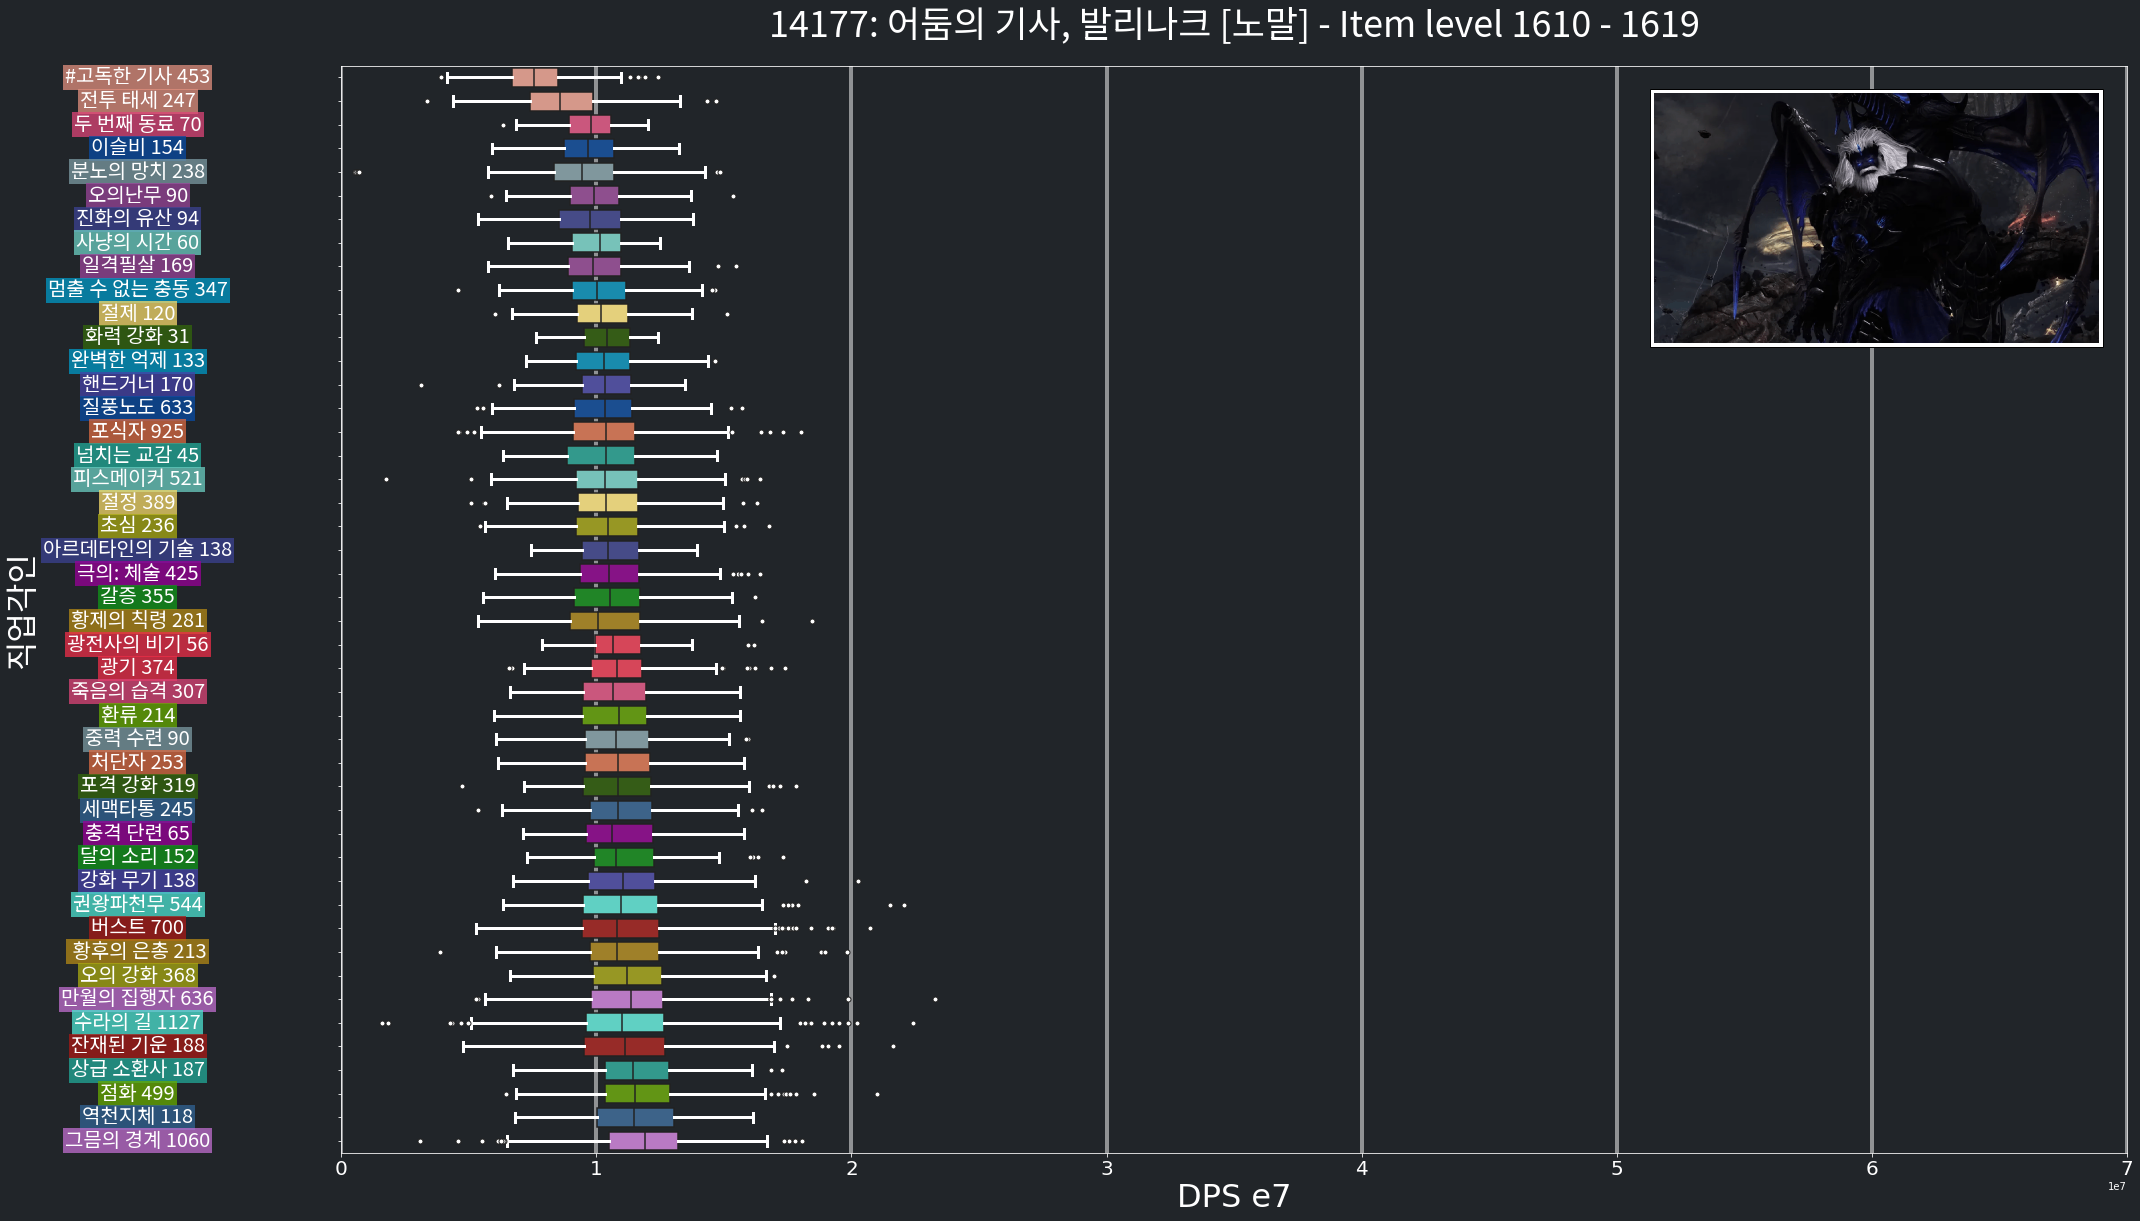 14177: 어둠의 기사, 발리나크 [노말] - Item level 1610 - 1619
직업각인
#고독한 기사 453
전투 태세 247
두 번째 동료 70
이슬비 154
분노의 망치 238
오의난무 90
진화의 유산 94
사냥의 시간 60
일격필살 169
멈출 수 없는 충동 347
절제 120
화력 강화 31
완벽한 억제 133
핸드거너 170
질풍노도 633
포식자 925
넘치는 교감 45
피스메이커 521
절정 389
초심 236
아르데타인의 기술 138
극의: 체술 425
갈증 355
황제의 칙령 281
광전사의 비기 56
광기 374
죽음의 습격 307
환류 214
중력 수련 90
처단자 253
포격 강화 319
세맥타통 245
충격 단련 65
달의 소리 152
강화 무기 138
권왕파천무 544
버스트 700
황후의 은총 213
오의 강화 368
만월의 집행자 636
수라의 길 1127
잔재된 기운 188
상급 소환사 187
점화 499
역천지체 118
그믐의 경계 1060
0 1 2 3 4 5 6 7
1e7
DPS e7